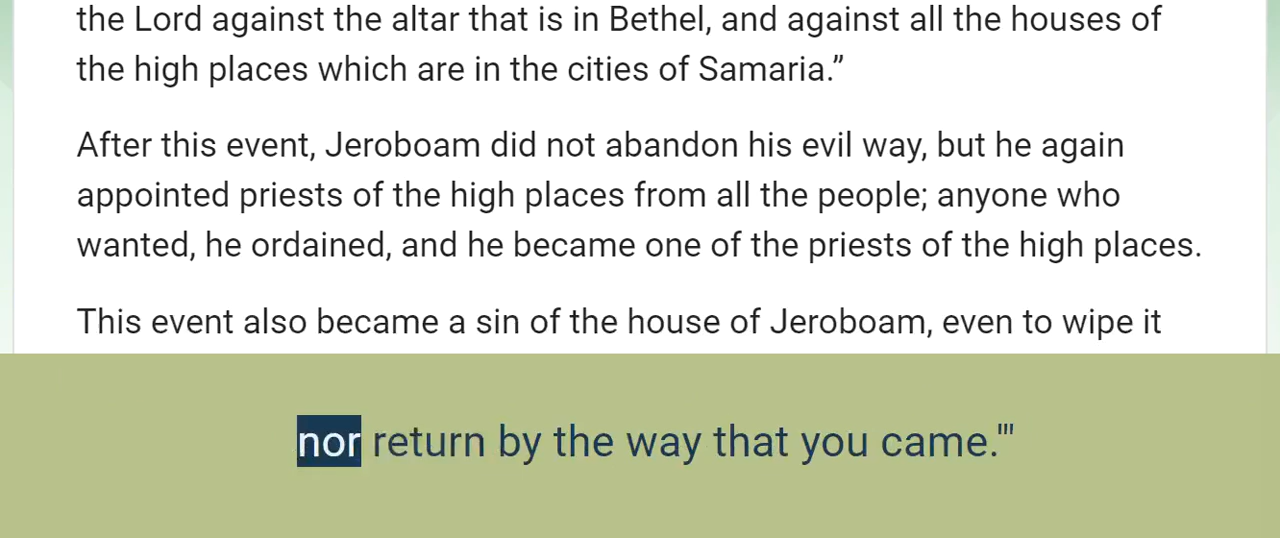 the Lord against the altar that is in Bethel, and against all the houses of
the high places which are in the cities of Samaria.”
After this event, Jeroboam did not abandon his evil way, but he again
appointed priests of the high places from all the people; anyone who
wanted, he ordained, and he became one of the priests of the high places.
This event also became a sin of the house of Jeroboam, even to wipe it
nor return by the way that you came.'"